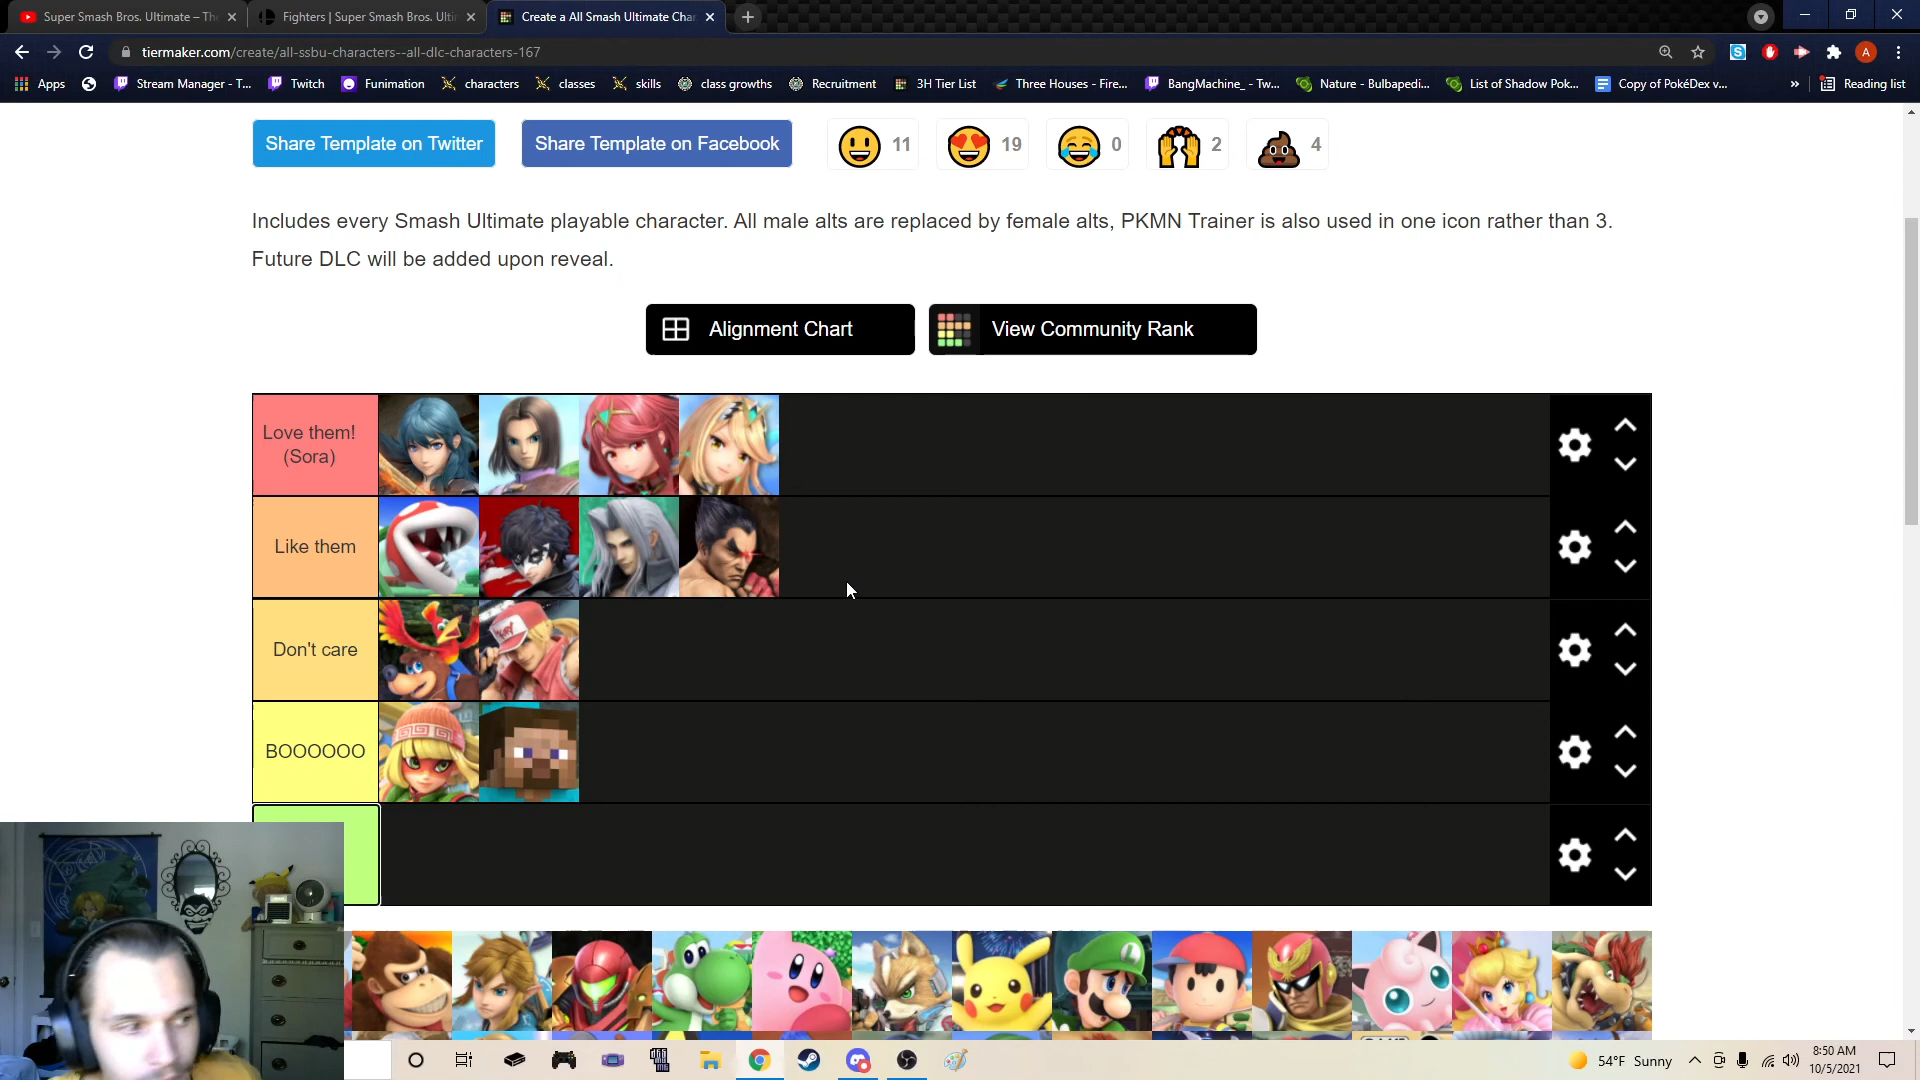 Super Smash Bros. Ultimate – Th
Fighters | Super Smash Bros. Ultim
Create a All Smash Ultimate Char
tiermaker.com/create/all-ssbu-characters--all-dlc-characters-167
Apps
Stream Manager - T...
Twitch
Funimation
characters
classes
skills
class growths
Recruitment
3H Tier List
Three Houses - Fire...
BangMachine_ - Tw...
Nature - Bulbapedi...
List of Shadow Pok...
Copy of PokéDex v...
»
Reading list
Share Template on Twitter
Share Template on Facebook
11
19
0
2
4
Includes every Smash Ultimate playable character. All male alts are replaced by female alts, PKMN Trainer is also used in one icon rather than 3.
Future DLC will be added upon reveal.
Alignment Chart
View Community Rank
Love them!
(Sora)
Like them
Don't care
BOOOOOO
54°F Sunny
8:50 AM
10/5/2021